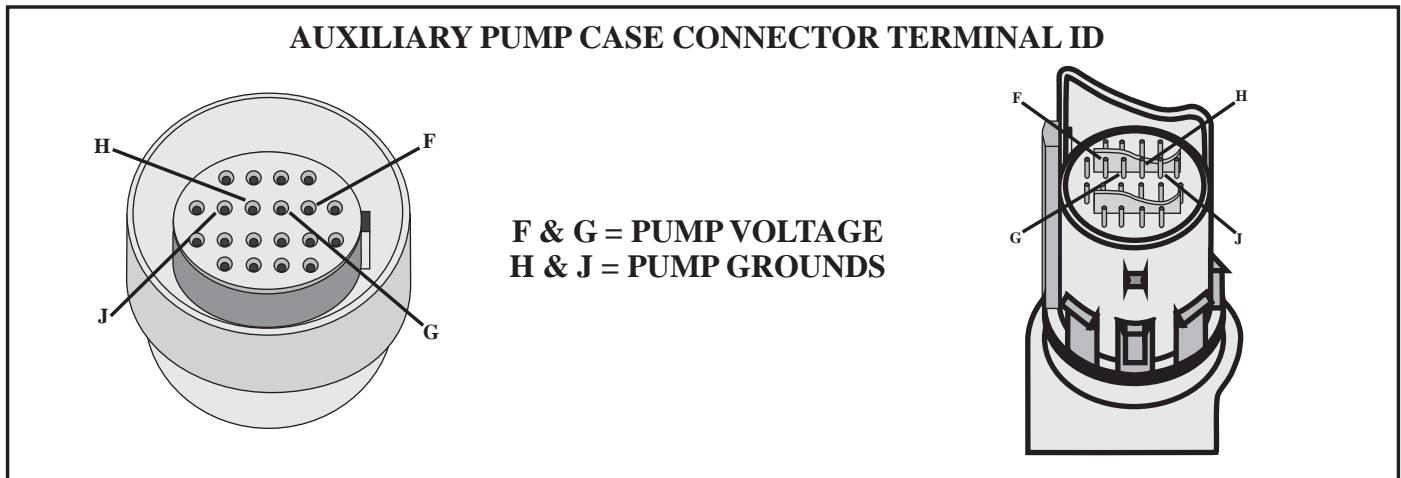 AUXILIARY PUMP CASE CONNECTOR TERMINAL ID
H
F
J
G
F & G = PUMP VOLTAGE
H & J = PUMP GROUNDS
F
H
G
J